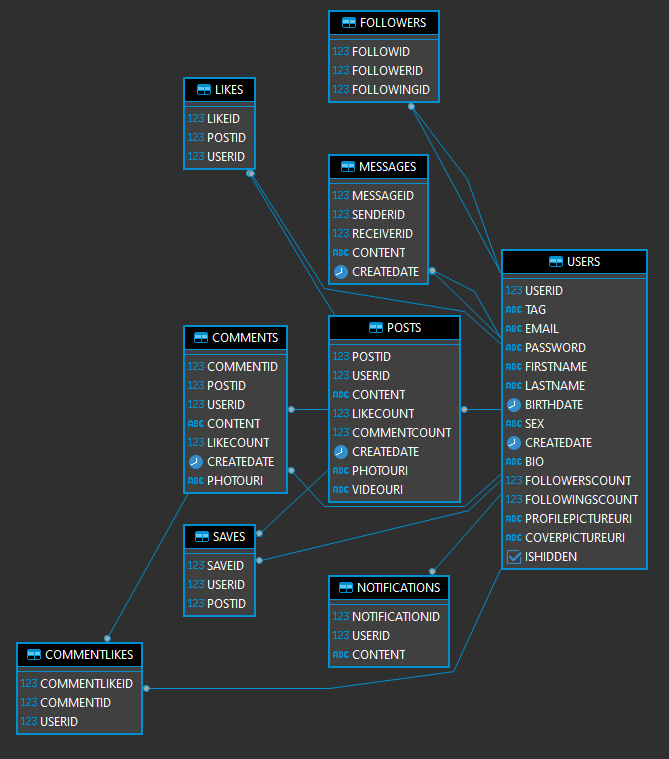 FOLLOWERS
123 FOLLOWID
123 FOLLOWERID
123 FOLLOWINGID
LIKES
123 LIKEID
123 POSTID
123 USERID
MESSAGES
123 MESSAGEID
123 SENDERID
123 RECEIVERID
ABC CONTENT
CREATEDATE
USERS
123 USERID
ABC TAG
ABC EMAIL
ABC PASSWORD
ABC FIRSTNAME
ABC LASTNAME
BIRTHDATE
ABC SEX
CREATEDATE
ABC BIO
123 FOLLOWERSCOUNT
123 FOLLOWINGSCOUNT
ABC PROFILEPICTUREURI
ABC COVERPICTUREURI
ISHIDDEN
POSTS
123 POSTID
123 USERID
ABC CONTENT
123 LIKECOUNT
123 COMMENTCOUNT
CREATEDATE
ABC PHOTOURI
ABC VIDEOURI
COMMENTS
123 COMMENTID
123 POSTID
123 USERID
ABC CONTENT
123 LIKECOUNT
CREATEDATE
ABC PHOTOURI
SAVES
123 SAVEID
123 USERID
123 POSTID
NOTIFICATIONS
123 NOTIFICATIONID
123 USERID
ABC CONTENT
COMMENTLIKES
123 COMMENTLIKEID
123 COMMENTID
123 USERID